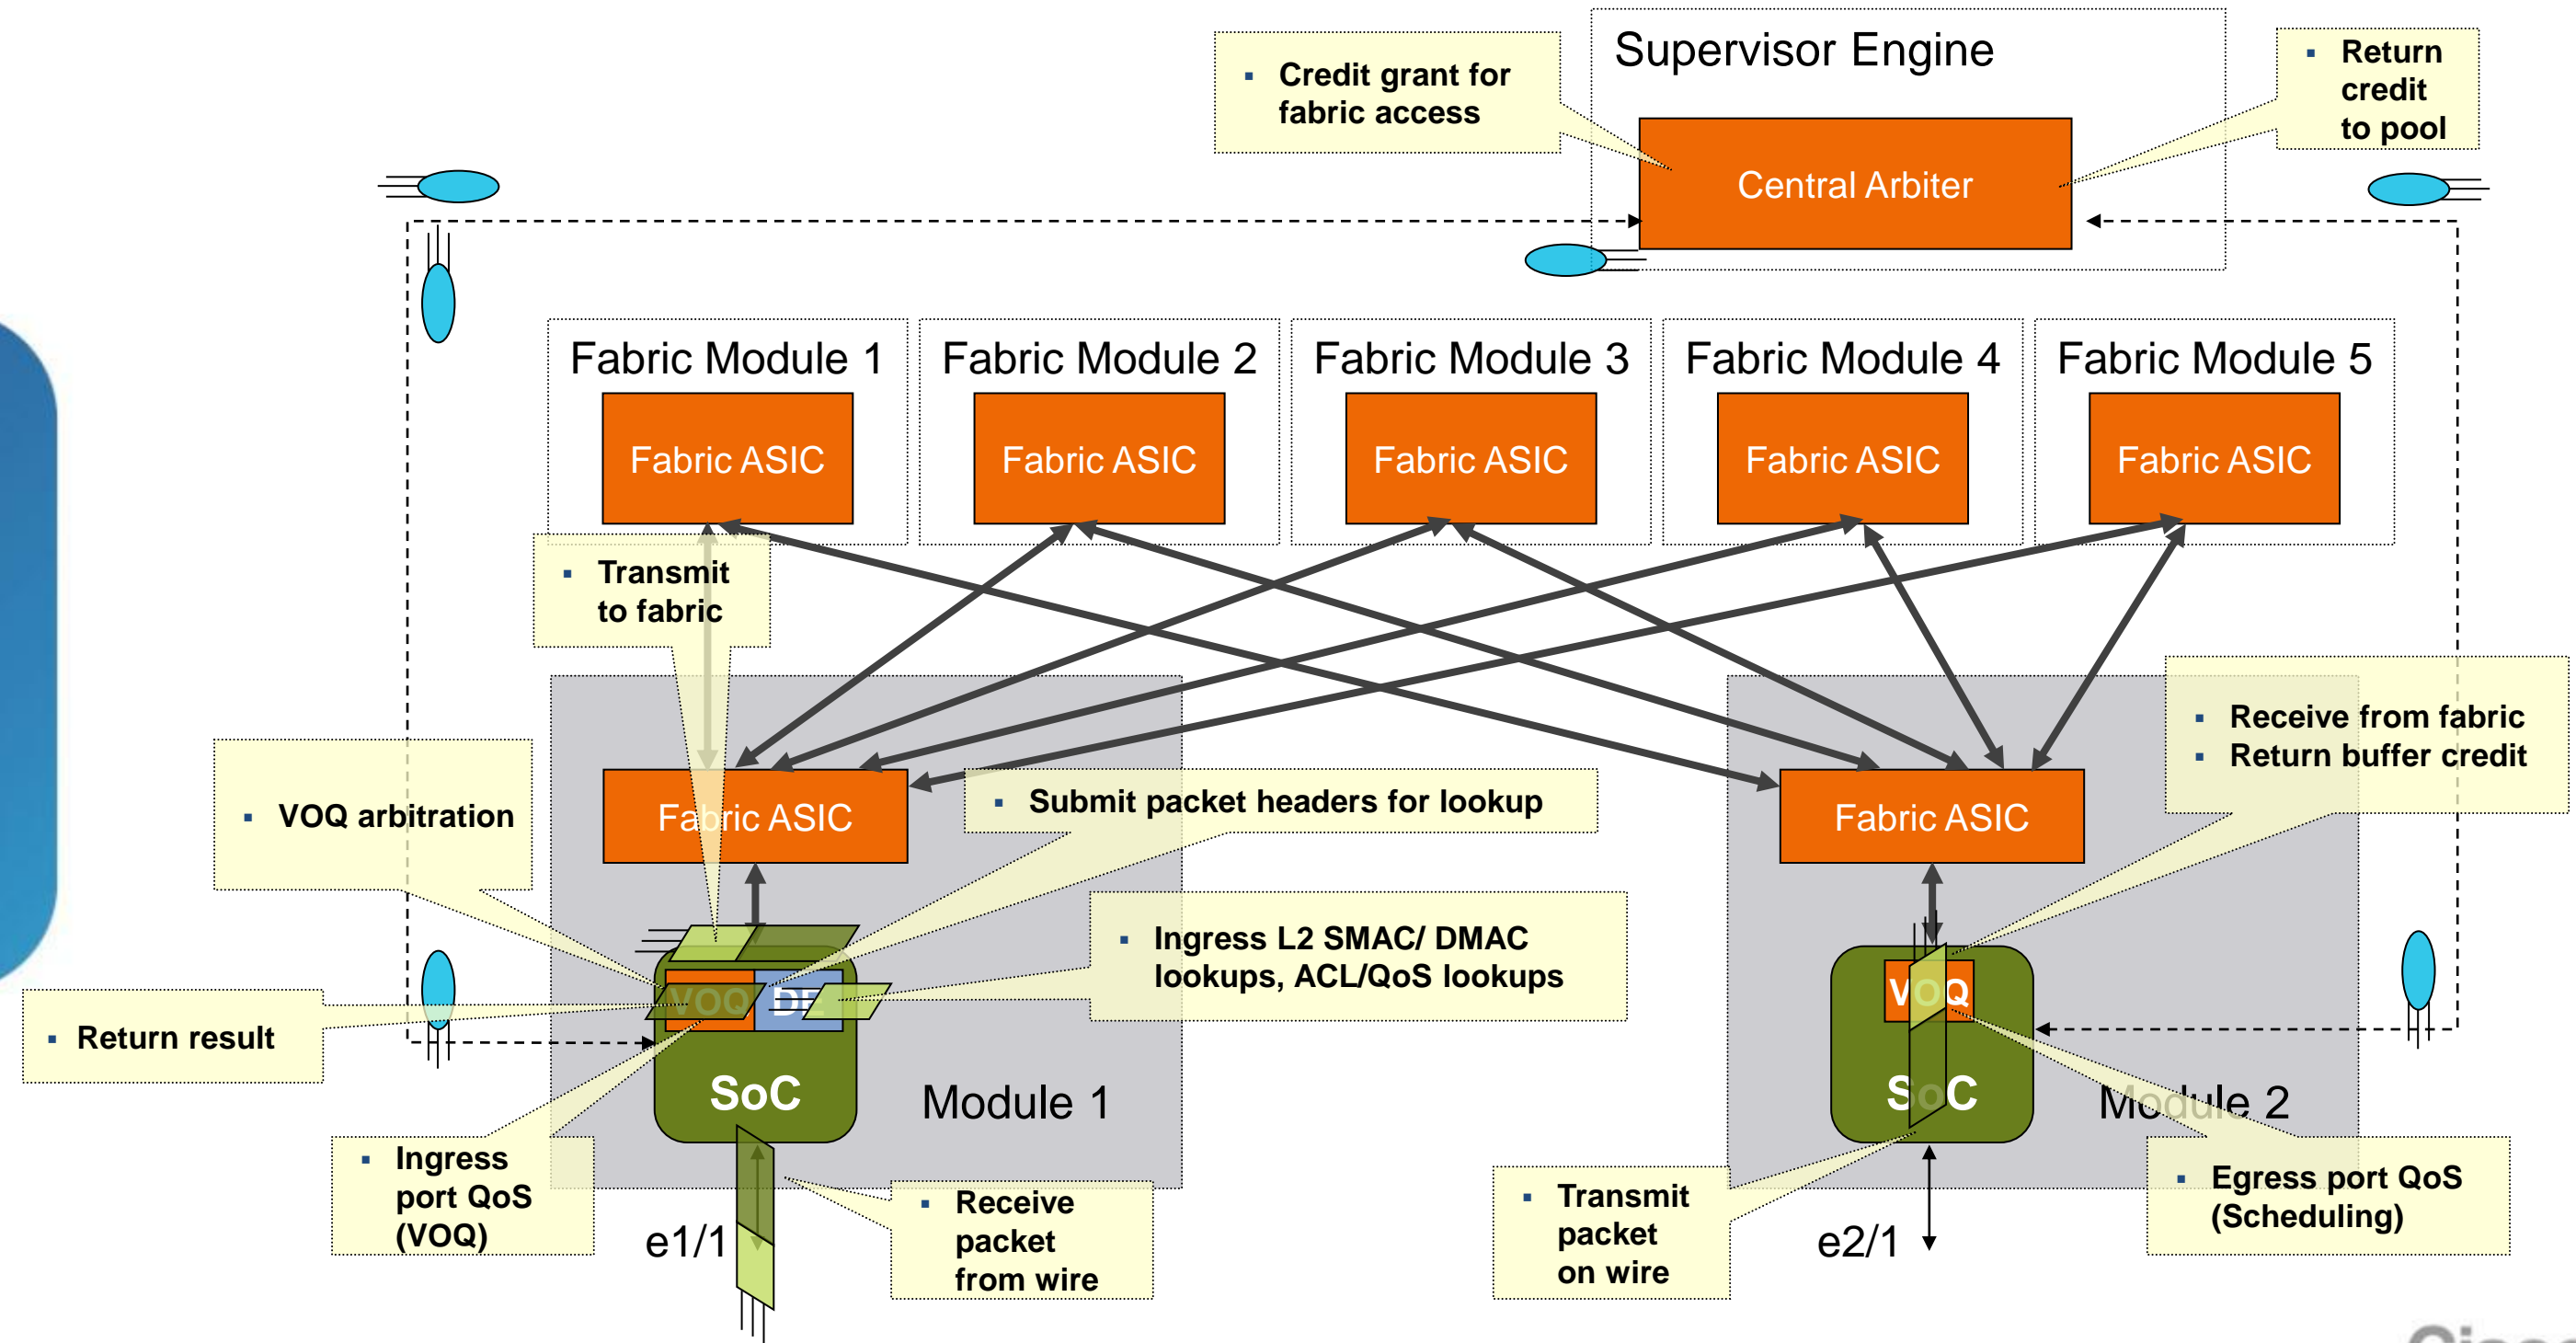 Supervisor Engine
▪ Credit grant for
fabric access
▪ Return
credit
to pool
Central Arbiter
Fabric Module 1
Fabric Module 2
Fabric Module 3
Fabric Module 4
Fabric Module 5
Fabric ASIC
Fabric ASIC
Fabric ASIC
Fabric ASIC
Fabric ASIC
▪ Transmit
to fabric
▪ Receive from fabric
▪ Return buffer credit
▪ VOQ arbitration
Fabric ASIC
▪ Submit packet headers for lookup
Fabric ASIC
▪ Ingress L2 SMAC/ DMAC
lookups, ACL/QoS lookups
VOQ
DE
VOQ
▪ Return result
SoC
Module 1
SoC
Module 2
▪ Ingress
port QoS
(VOQ)
e1/1
▪ Receive
packet
from wire
▪ Transmit
packet
on wire
e2/1
▪ Egress port QoS
(Scheduling)